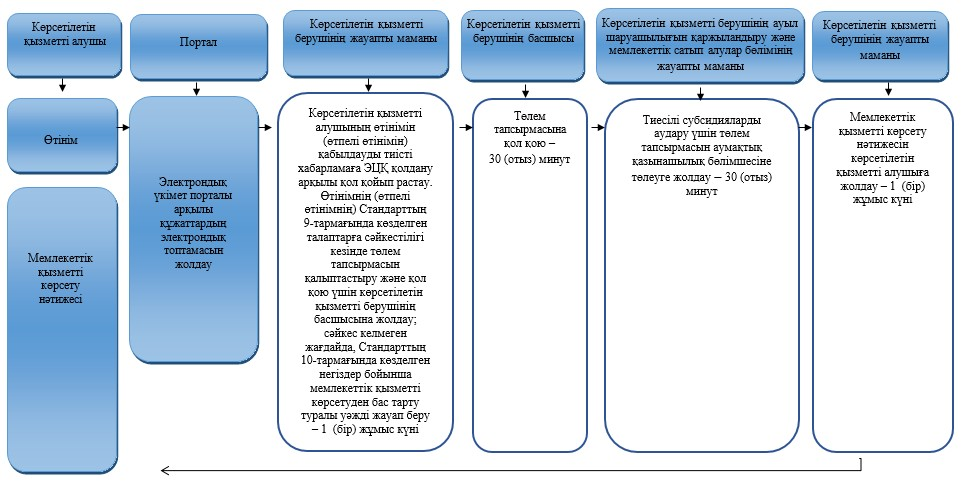 Көрсетілетін
қызметті алушы
Портал
Көрсетілетін қызметті
берушінің жауапты маманы
Көрсетілетін қызметті
берушінің басшысы
Көрсетілетін қызметті берушінің ауыл
шаруашылығын қаржыландыру және
мемлекеттік сатып алулар бөлімінің
жауапты маманы
Көрсетілетін қызметті
берушінің жауапты
маманы
Өтінім
Мемлекеттік
қызметті
көрсету
нәтижесі
Электрондық
үкімет порталы
арқылы
құжаттардың
электрондық
топтамасын
жолдау
Көрсетілетін қызметті
алушының өтінімін
(өтпелі өтінімін)
қабылдауды тиісті
хабарламаға ЭЦҚ қолдану
арқылы қол қойып растау.
Өтінімнің (өтпелі
өтінімнің) Стандарттың
9-тармағында көзделген
талаптарға сәйкестілігі
кезінде төлем
тапсырмасын
қалыптастыру және қол
қою үшін көрсетілетін
қызметті берушінің
басшысына жолдау;
сәйкес келмеген
жағдайда, Стандарттың
10-тармағында көзделген
негіздер бойынша
мемлекеттік қызметті
көрсетуден бас тарту
туралы уәжді жауап беру
– 1 (бір) жұмыс күні
Төлем
тапсырмасына
қол қою –
30 (отыз) минут
Тиесілі субсидияларды
аудару үшін төлем
тапсырмасын аумақтық
қазынашылық бөлімшесіне
төлеуге жолдау – 30 (отыз)
минут
Мемлекеттік
қызметті көрсету
нәтижесін
көрсетілетін
қызметті алушыға
жолдау – 1 (бір)
жұмыс күні